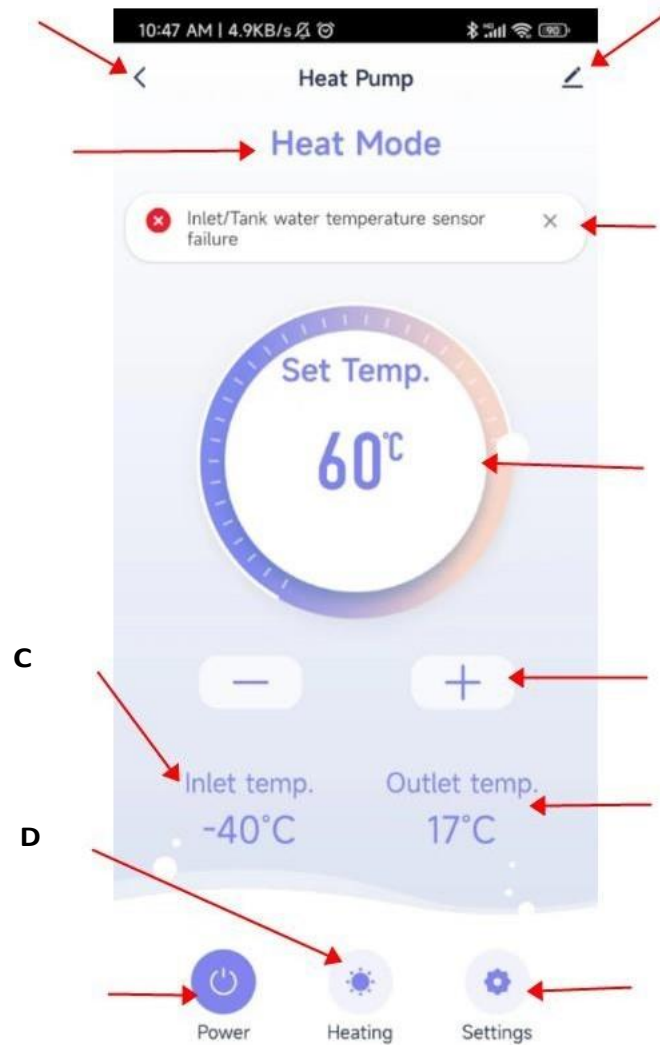 10:47 AM | 4.9KB/s
90
Heat Pump
Heat Mode
Inlet/Tank water temperature sensor
failure
Set Temp.
60℃
C
Inlet temp. Outlet temp.
-40°C 17°C
D
Power Heating Settings